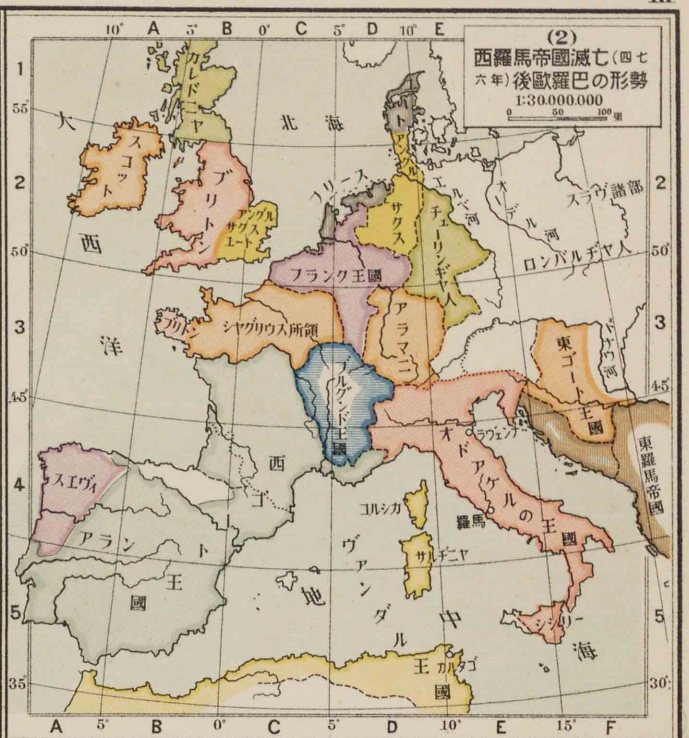 (2)
西羅馬帝國滅亡(四七
六年)後歐羅巴の形勢
1:30.000.000
0 50 100 里
10° A 5° B 0° C 5° D 10° E
1
55
2
50
3
45
4
5
35
2
50
3
45
4
5
30
A 5° B 0° C 5° D 10° E 15° F
大
西
洋
北海
カレドニヤ
スコット
ブリトン
アングル
サクス
ユート
フリース
アングル
サクス
エルベ河
オーデル河
スラヴ諸部
ロンバルヂヤ人
チューリンギヤ人
フランク王國
ブリトン
シヤグリウス所領
アラマニ
ブルグンド王國
東ゴート王國
東羅馬帝國
オドアケルの王國
ラヴェンナ
羅馬
スエヴィ
アラン
西ゴート王國
コルシカ
サルヂニヤ
シシリー
ヴァンダル王國
カルタゴ
地中海